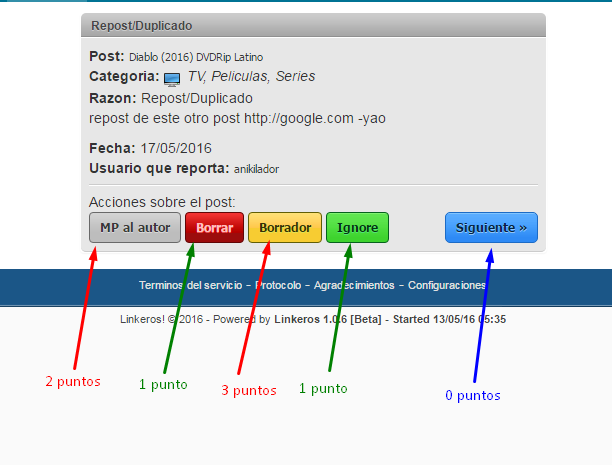 Repost/Duplicado
Post: Diablo (2016) DVDRip Latino
Categoria: TV, Peliculas, Series
Razon: Repost/Duplicado
repost de este otro post http://google.com -yao
Fecha: 17/05/2016
Usuario que reporta: anikilador
Acciones sobre el post:
MP al autor Borrar Borrador Ignore Siguiente »
Terminos del servicio - Protocolo - Agradecimientos - Configuraciones
Linkeros! © 2016 - Powered by Linkeros 1.0.6 [Beta] - Started 13/05/16 05:35
2 puntos 1 punto 3 puntos 1 punto 0 puntos